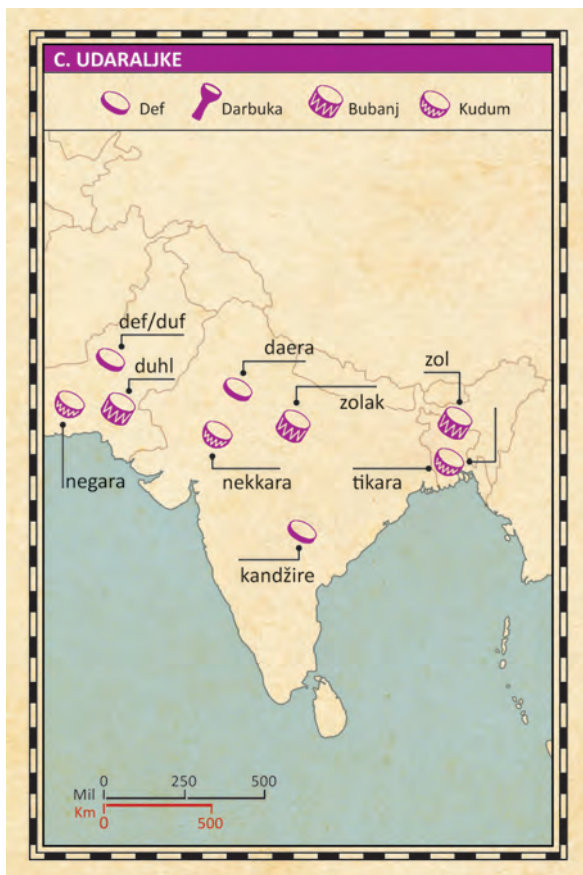 C. UDARALJKE
Def Darbuka Bubanj Kudum
def/duf
daera
zol
duhl
zolak
negara
nekkara
tikara
kandžire
0 250 500
Mil
Km
0 500